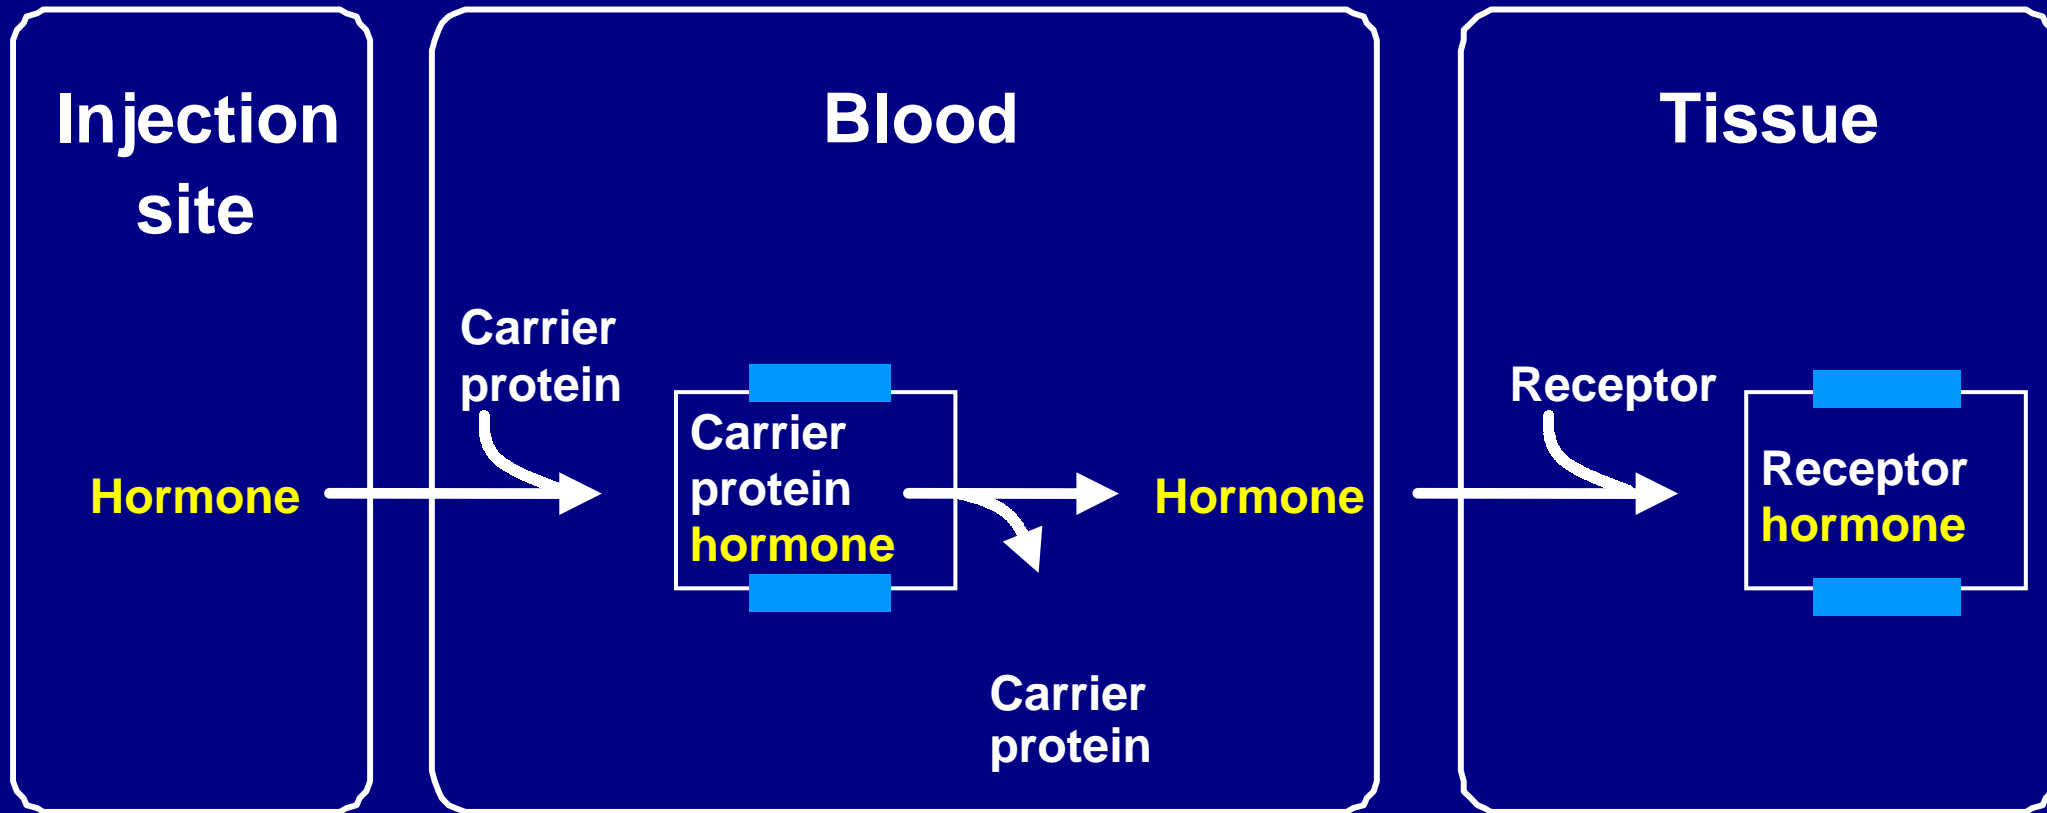 Injection
site
Blood
Tissue
Carrier
protein
Hormone
Carrier
protein
hormone
Hormone
Carrier
protein
Receptor
Receptor
hormone